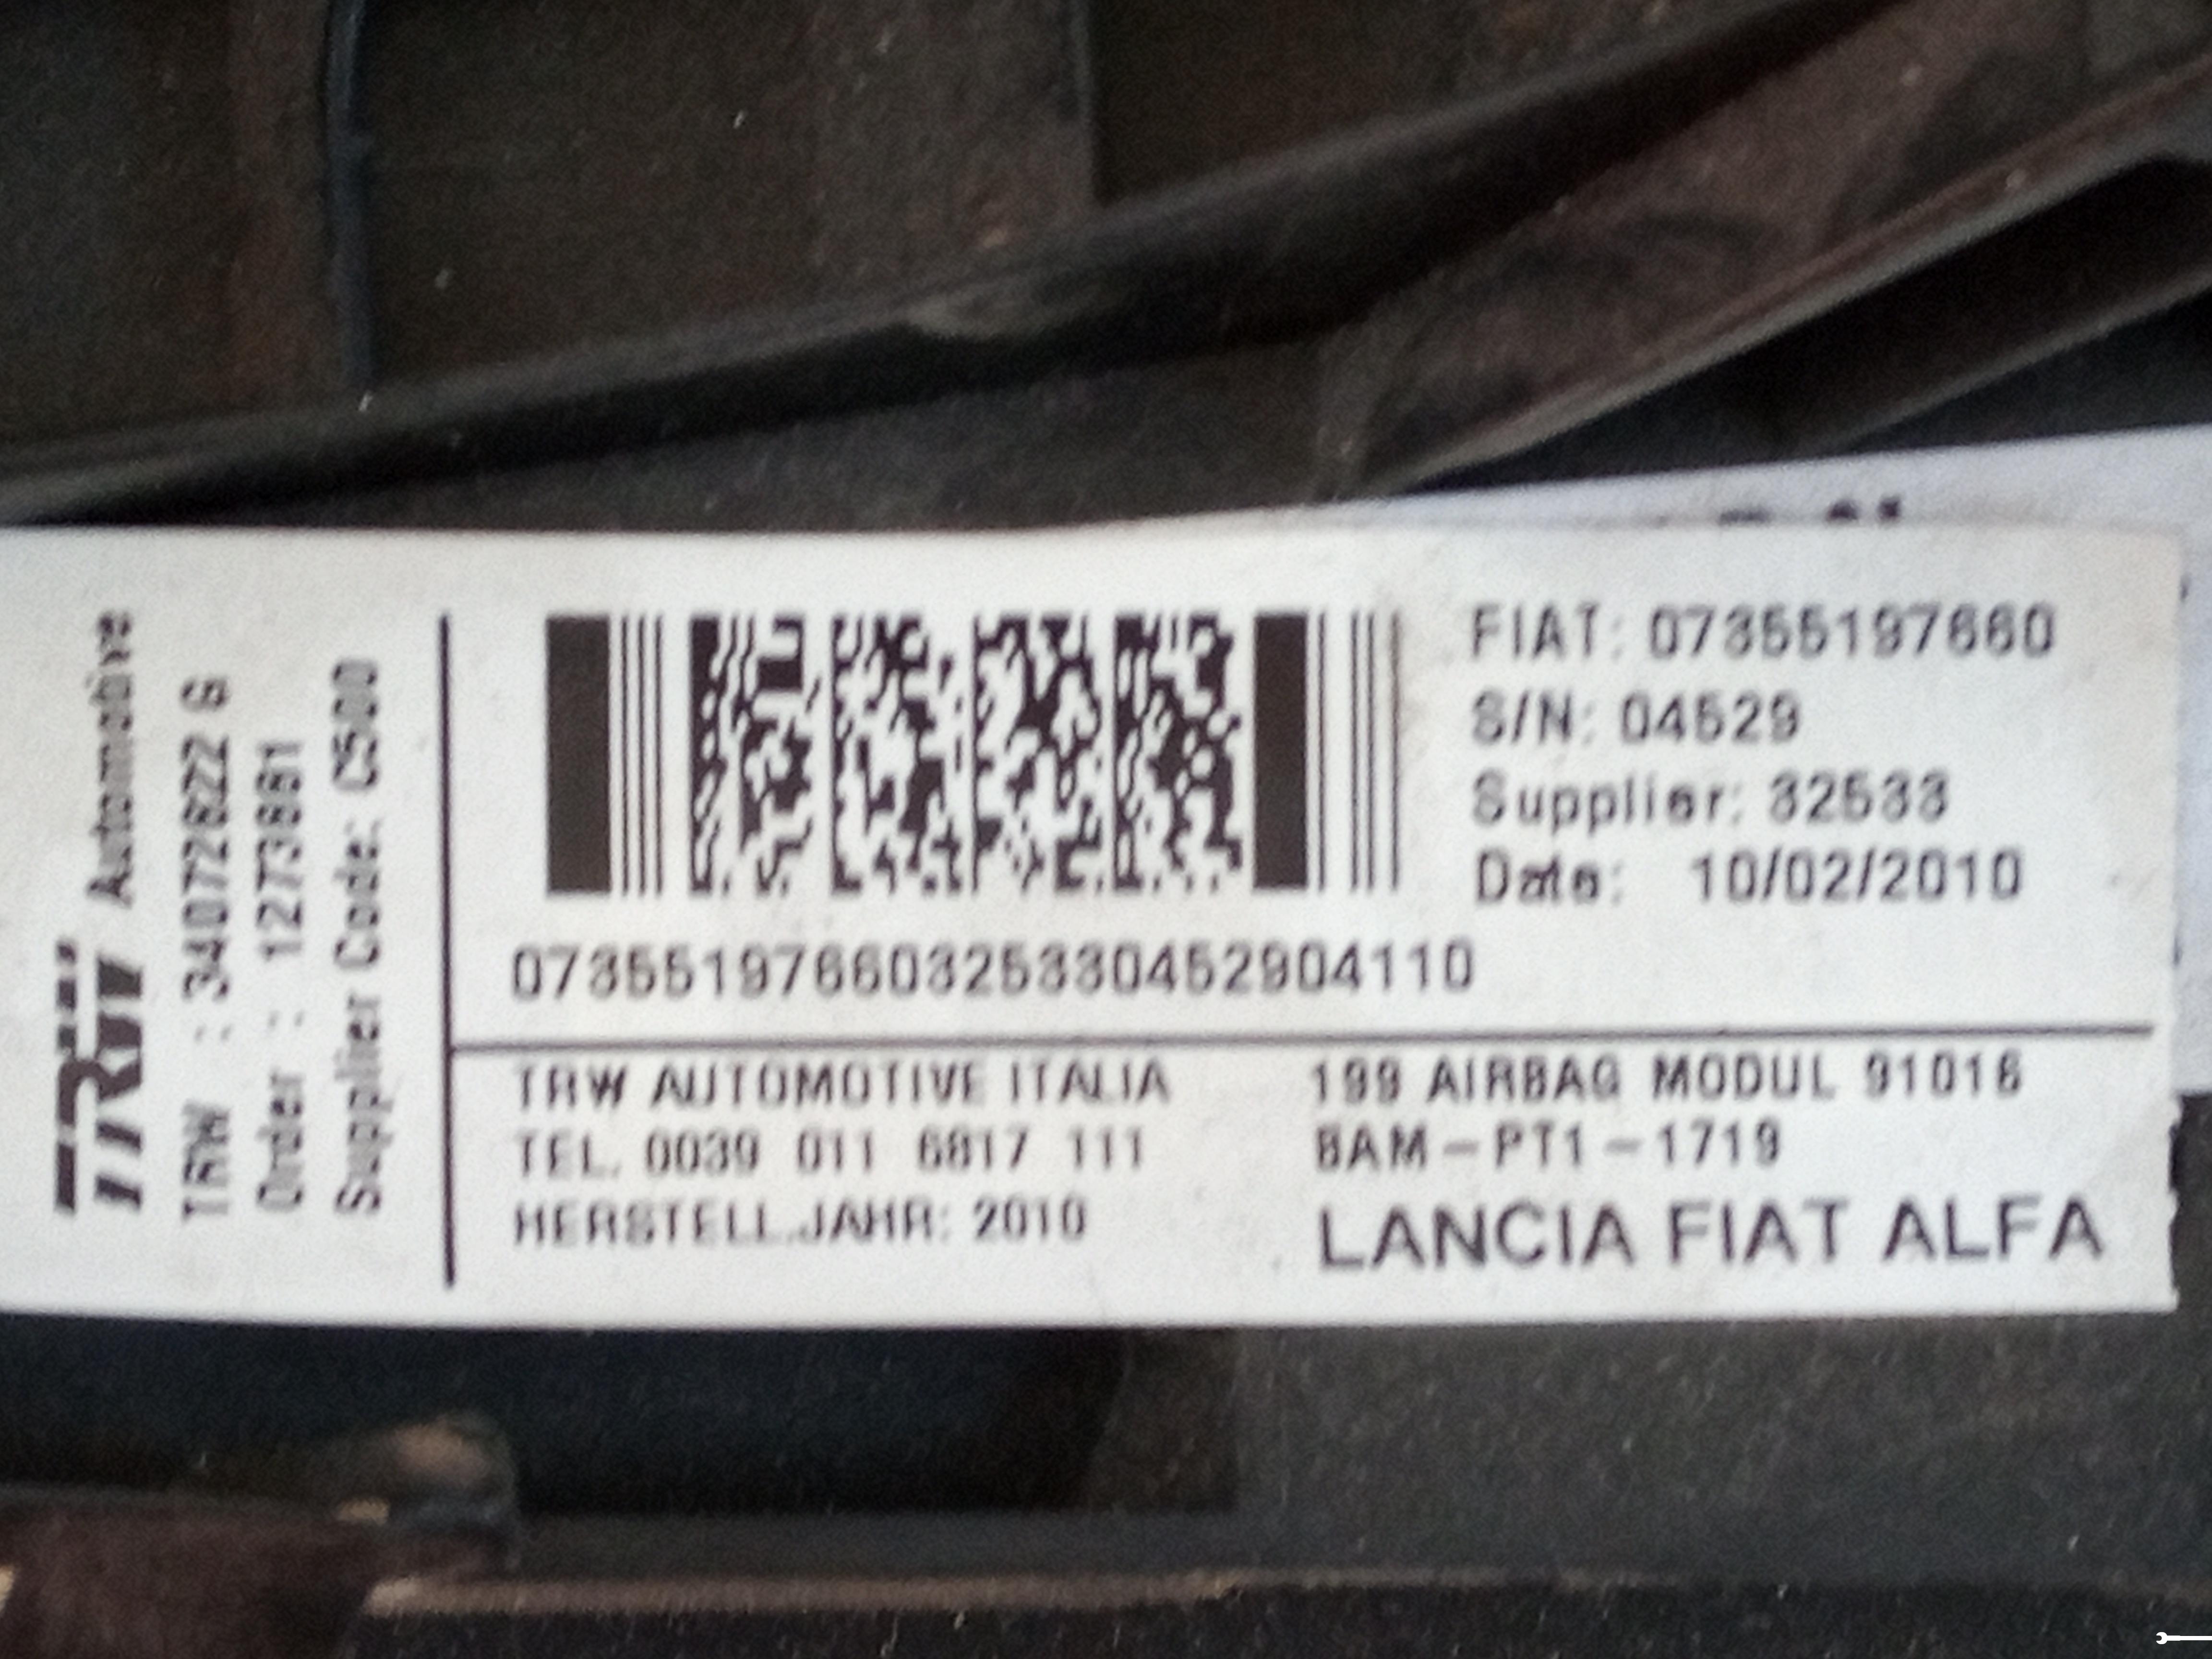 TRW Automotive
TRW : 34072622 G
Order : 1273861
Supplier Code: C500
FIAT: 07355197660
S/N: 04529
Supplier: 32533
Date: 10/02/2010
07355197660325330452904110
TRW AUTOMOTIVE ITALIA
TEL. 0039 011 6817 111
HERSTELL.JAHR: 2010
199 AIRBAG MODUL 91016
BAM-PT1-1719
LANCIA FIAT ALFA